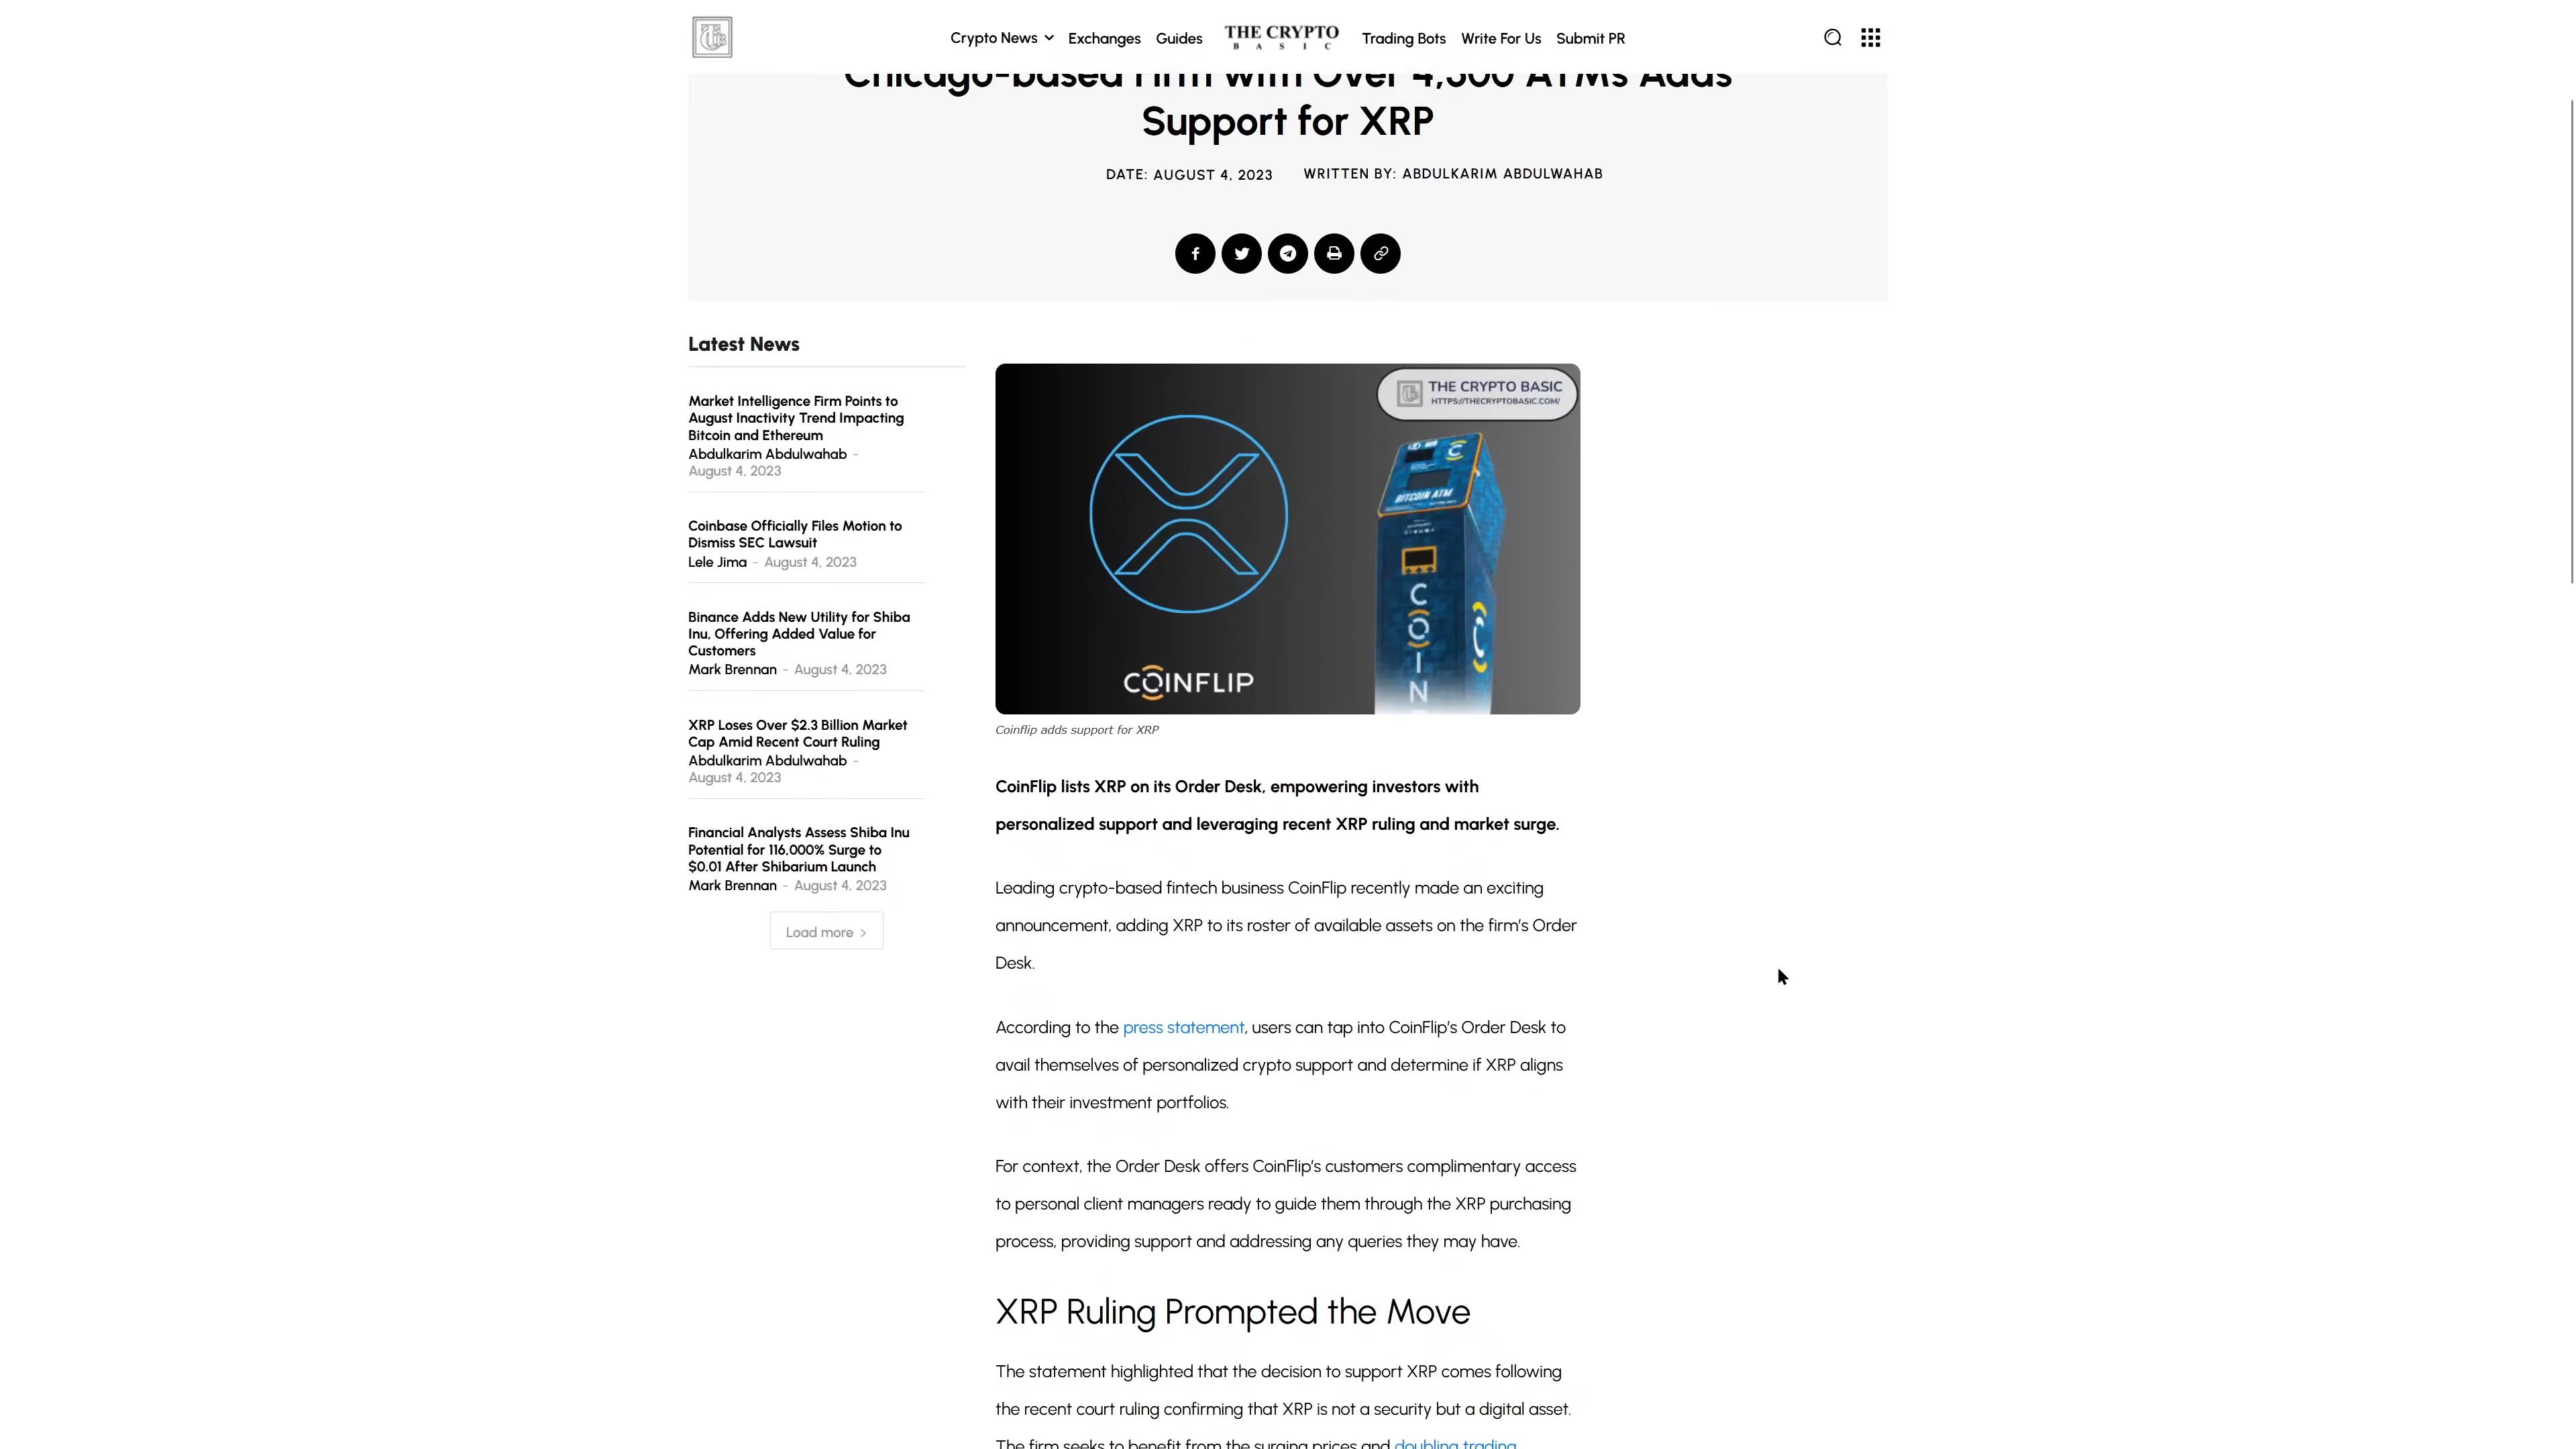 Crypto News
Exchanges
Guides
THE CRYPTO
BASIC
Trading Bots
Write For Us
Submit PR
Chicago-based Firm with Over 4,500 ATMs Adds
Support for XRP
DATE: AUGUST 4, 2023
WRITTEN BY: ABDULKARIM ABDULWAHAB
Latest News
Market Intelligence Firm Points to
August Inactivity Trend Impacting
Bitcoin and Ethereum
Abdulkarim Abdulwahab -
August 4, 2023
Coinbase Officially Files Motion to
Dismiss SEC Lawsuit
Lele Jima - August 4, 2023
Binance Adds New Utility for Shiba
Inu, Offering Added Value for
Customers
Mark Brennan - August 4, 2023
XRP Loses Over $2.3 Billion Market
Cap Amid Recent Court Ruling
Abdulkarim Abdulwahab -
August 4, 2023
Financial Analysts Assess Shiba Inu
Potential for 116,000% Surge to
$0.01 After Shibarium Launch
Mark Brennan - August 4, 2023
Load more
THE CRYPTO BASIC
HTTPS://THECRYPTOBASIC.COM/
BITCOIN ATM
COIN
COINFLIP
Coinflip adds support for XRP
CoinFlip lists XRP on its Order Desk, empowering investors with
personalized support and leveraging recent XRP ruling and market surge.
Leading crypto-based fintech business CoinFlip recently made an exciting
announcement, adding XRP to its roster of available assets on the firm's Order
Desk.
According to the press statement, users can tap into CoinFlip's Order Desk to
avail themselves of personalized crypto support and determine if XRP aligns
with their investment portfolios.
For context, the Order Desk offers CoinFlip's customers complimentary access
to personal client managers ready to guide them through the XRP purchasing
process, providing support and addressing any queries they may have.
XRP Ruling Prompted the Move
The statement highlighted that the decision to support XRP comes following
the recent court ruling confirming that XRP is not a security but a digital asset.
The firm seeks to benefit from the surging prices and doubling trading